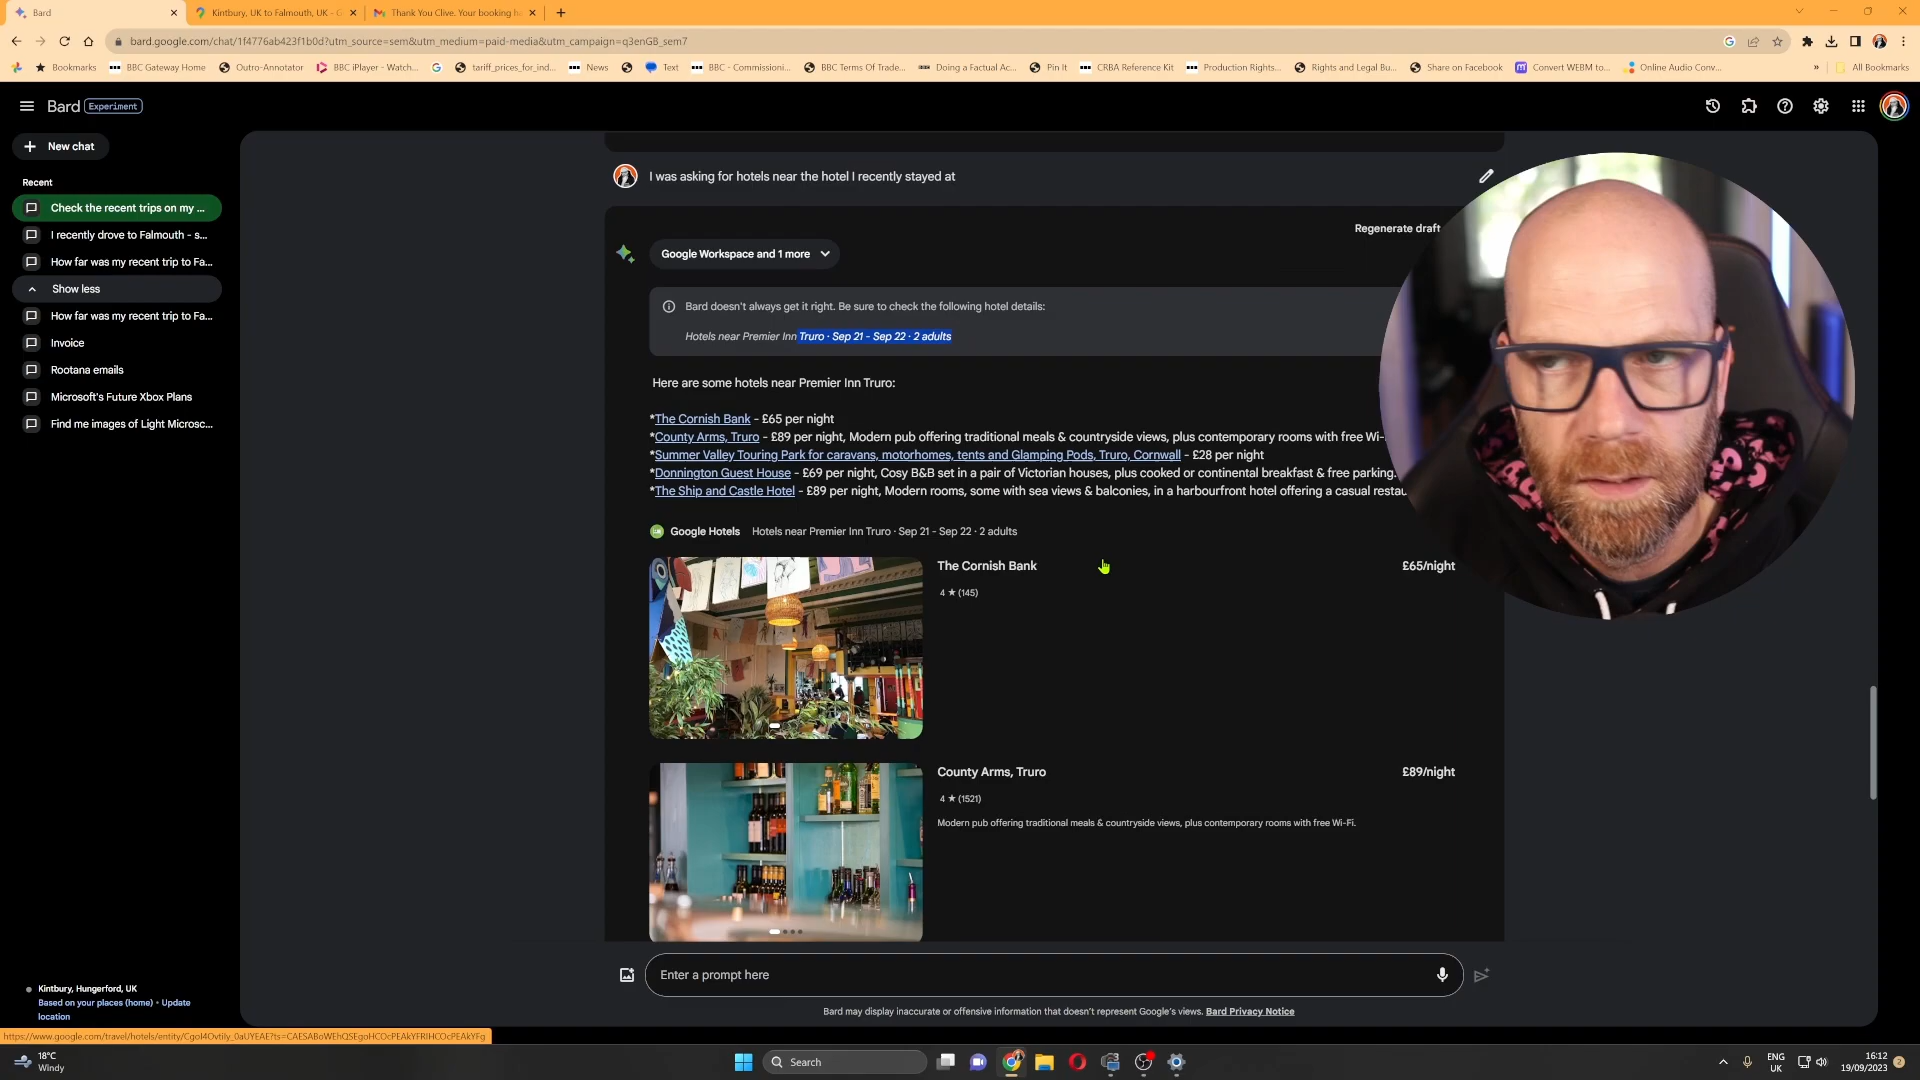 Bard
Kintbury, UK to Falmouth, UK - G
Thank You Clive. Your booking ha
bard.google.com/chat/1f4776ab423f1b0d?utm_source=sem&utm_medium=paid-media&utm_campaign=q3enGB_sem7
Bookmarks
BBC Gateway Home
Outro-Annotator
BBC iPlayer - Watch...
tariff_prices_for_ind...
News
Text
BBC - Commissioni...
BBC Terms Of Trade...
Doing a Factual Ac...
Pin It
CRBA Reference Kit
Production Rights...
Rights and Legal Bu...
Share on Facebook
Convert WEBM to...
Online Audio Conv...
»
All Bookmarks
Bard Experiment
New chat
Recent
Check the recent trips on my ...
I recently drove to Falmouth - s...
How far was my recent trip to Fa...
Show less
How far was my recent trip to Fa...
Invoice
Rootana emails
Microsoft's Future Xbox Plans
Find me images of Light Microsc...
I was asking for hotels near the hotel I recently stayed at
Regenerate draft
Google Workspace and 1 more
Bard doesn't always get it right. Be sure to check the following hotel details:
Hotels near Premier Inn Truro · Sep 21 - Sep 22 · 2 adults
Here are some hotels near Premier Inn Truro:
*The Cornish Bank - £65 per night
*County Arms, Truro - £89 per night, Modern pub offering traditional meals & countryside views, plus contemporary rooms with free Wi-
*Summer Valley Touring Park for caravans, motorhomes, tents and Glamping Pods, Truro, Cornwall - £28 per night
*Donnington Guest House - £69 per night, Cosy B&B set in a pair of Victorian houses, plus cooked or continental breakfast & free parking.
*The Ship and Castle Hotel - £89 per night, Modern rooms, some with sea views & balconies, in a harbourfront hotel offering a casual restau
Google Hotels Hotels near Premier Inn Truro · Sep 21 - Sep 22 · 2 adults
The Cornish Bank £65/night
4 ★ (145)
County Arms, Truro £89/night
4 ★ (1521)
Modern pub offering traditional meals & countryside views, plus contemporary rooms with free Wi-Fi.
Enter a prompt here
Bard may display inaccurate or offensive information that doesn't represent Google's views. Bard Privacy Notice
Kintbury, Hungerford, UK
Based on your places (home) • Update
location
18°C
Windy
Search
ENG
UK
16:12
19/09/2023
2